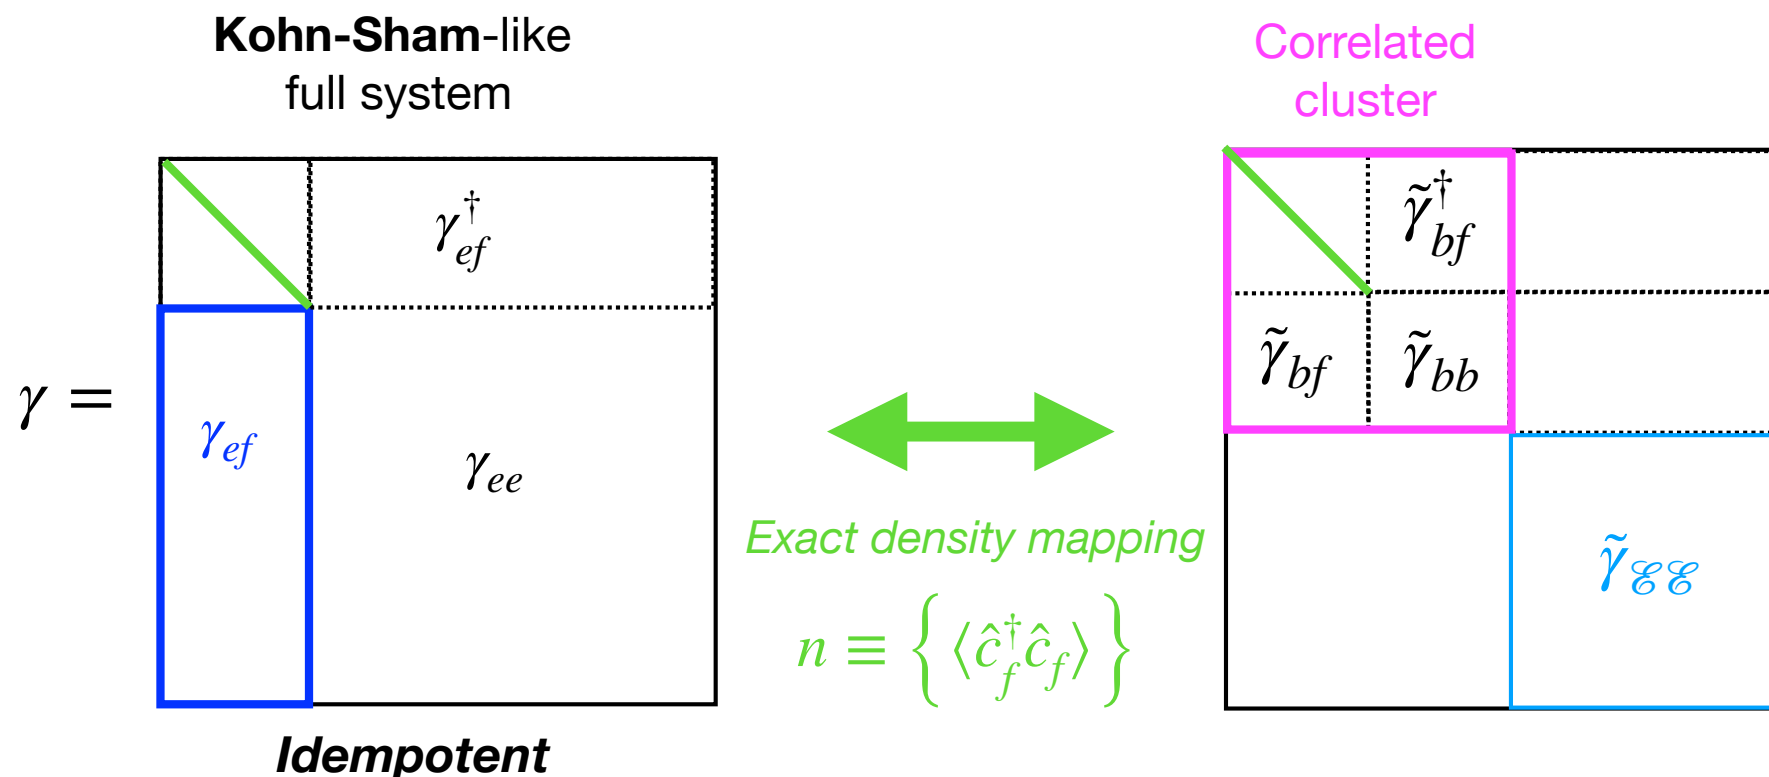 Kohn-Sham-like
full system
Correlated
cluster
γ =
γ†ef
γef
γee
Exact density mapping
n ≡ { ⟨ĉ†f ĉf⟩ }
γ̃†bf
γ̃bf
γ̃bb
γ̃ℰℰ
Idempotent